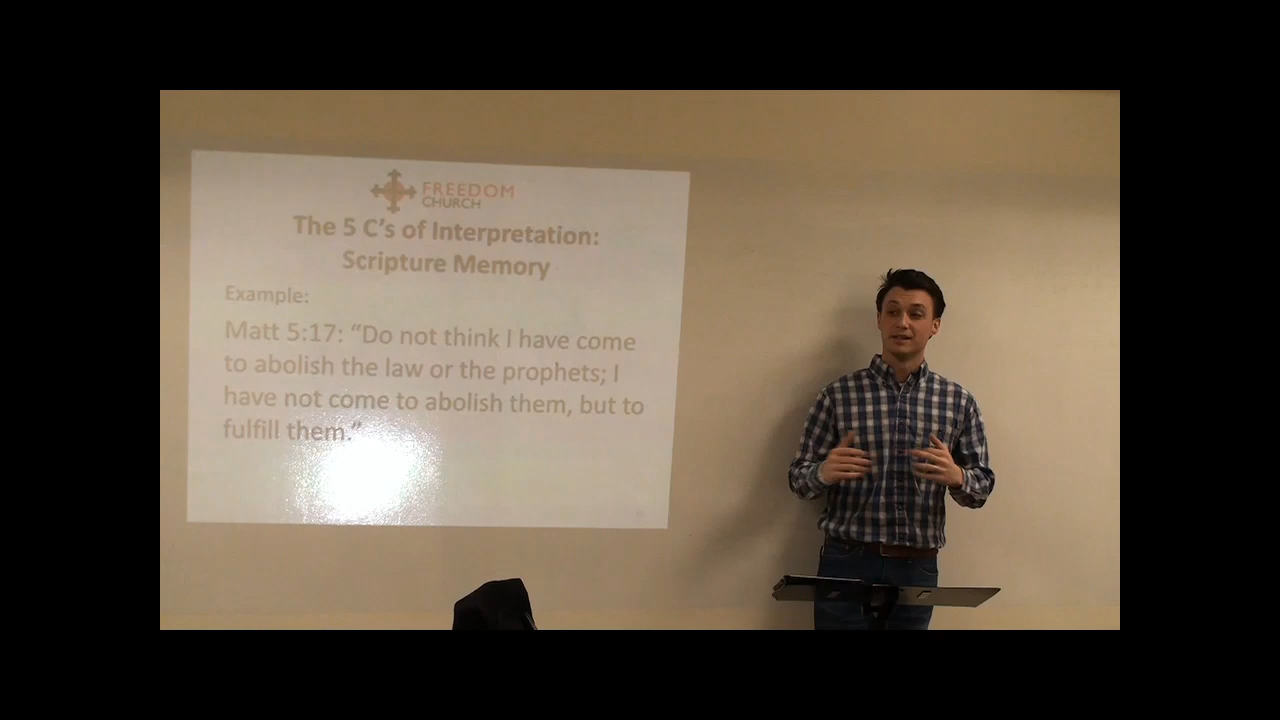 FREEDOM
CHURCH
The 5 C's of Interpretation:
Scripture Memory
Example:
Matt 5:17: “Do not think I have come
to abolish the law or the prophets; I
have not come to abolish them, but to
fulfill them.”